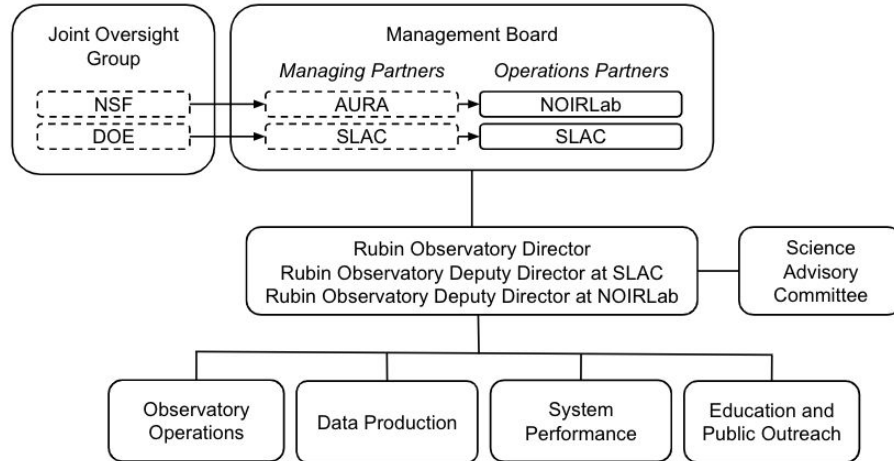 Joint Oversight
Group
NSF
DOE
Management Board
Managing Partners
Operations Partners
AURA
NOIRLab
SLAC
SLAC
Rubin Observatory Director
Rubin Observatory Deputy Director at SLAC
Rubin Observatory Deputy Director at NOIRLab
Science
Advisory
Committee
Observatory
Operations
Data Production
System
Performance
Education and
Public Outreach